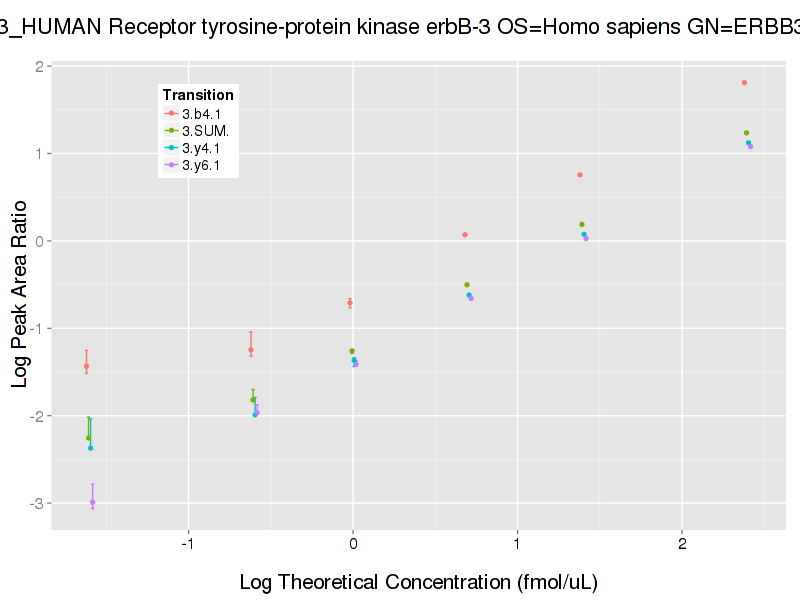 3_HUMAN Receptor tyrosine-protein kinase erbB-3 OS=Homo sapiens GN=ERBB3
Transition
3.b4.1
3.SUM.
3.y4.1
3.y6.1
Log Peak Area Ratio
2
1
0
-1
-2
-3
-1
0
1
2
Log Theoretical Concentration (fmol/uL)